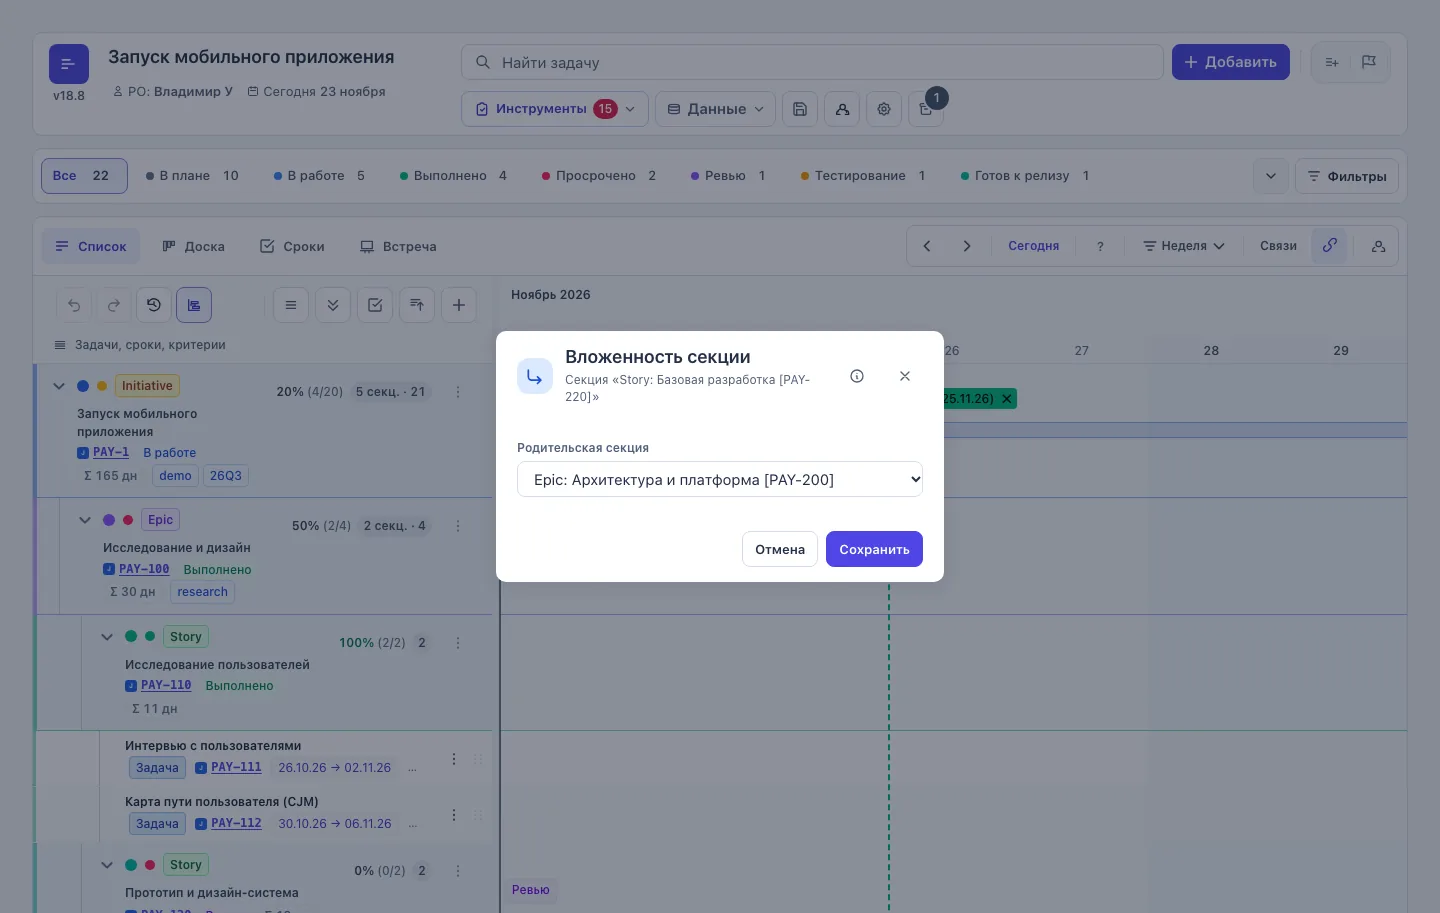 Запуск мобильного приложения
v18.8
PO: Владимир У
Сегодня 23 ноября
Найти задачу
Добавить
Инструменты 15
Данные
1
Все 22
В плане 10
В работе 5
Выполнено 4
Просрочено 2
Ревью 1
Тестирование 1
Готов к релизу 1
Фильтры
Список
Доска
Сроки
Встреча
Сегодня
?
Неделя
Связи
Ноябрь 2026
Задачи, сроки, критерии
26
27
28
29
Initiative
20% (4/20)
5 секц. · 21
25.11.26)
Запуск мобильного
приложения
PAY-1 В работе
Σ 165 дн
demo
26Q3
Epic
50% (2/4)
2 секц. · 4
Исследование и дизайн
PAY-100 Выполнено
Σ 30 дн
research
Story
100% (2/2)
2
Исследование пользователей
PAY-110 Выполнено
Σ 11 дн
Интервью с пользователями
Задача PAY-111 26.10.26 → 02.11.26 ...
Карта пути пользователя (CJM)
Задача PAY-112 30.10.26 → 06.11.26 ...
Story
0% (0/2)
2
Прототип и дизайн-система
Ревью
Вложенность секции
Секция «Story: Базовая разработка [PAY-
220]»
Родительская секция
Epic: Архитектура и платформа [PAY-200]
Отмена
Сохранить